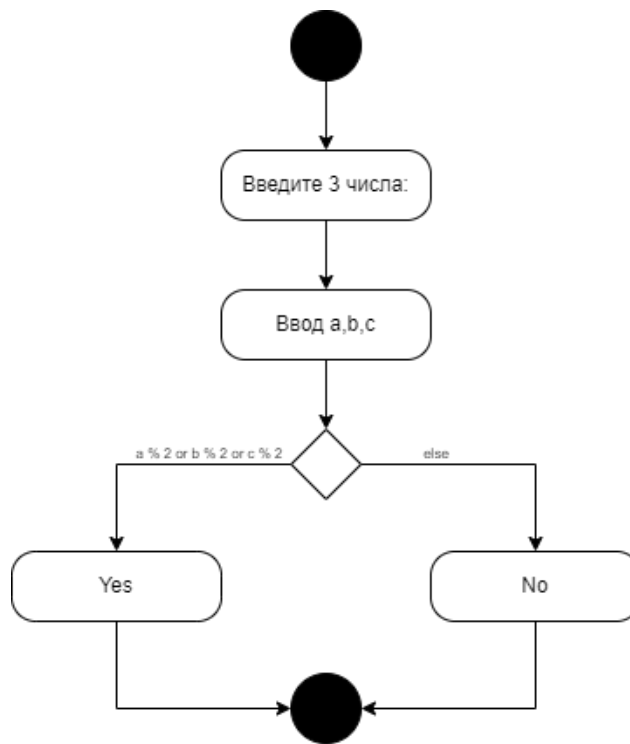 Введите 3 числа:
Ввод a,b,c
a % 2 or b % 2 or c % 2
else
Yes
No